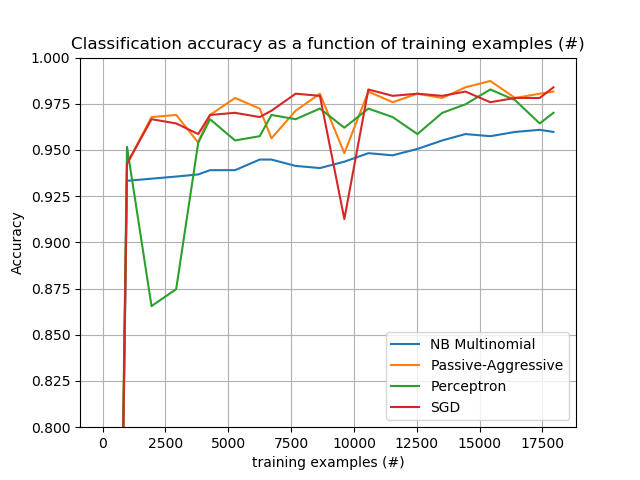 Classification accuracy as a function of training examples (#)
1.000
0.975
0.950
0.925
0.900
0.875
0.850
0.825
0.800
Accuracy
NB Multinomial
Passive-Aggressive
Perceptron
SGD
0 2500 5000 7500 10000 12500 15000 17500
training examples (#)